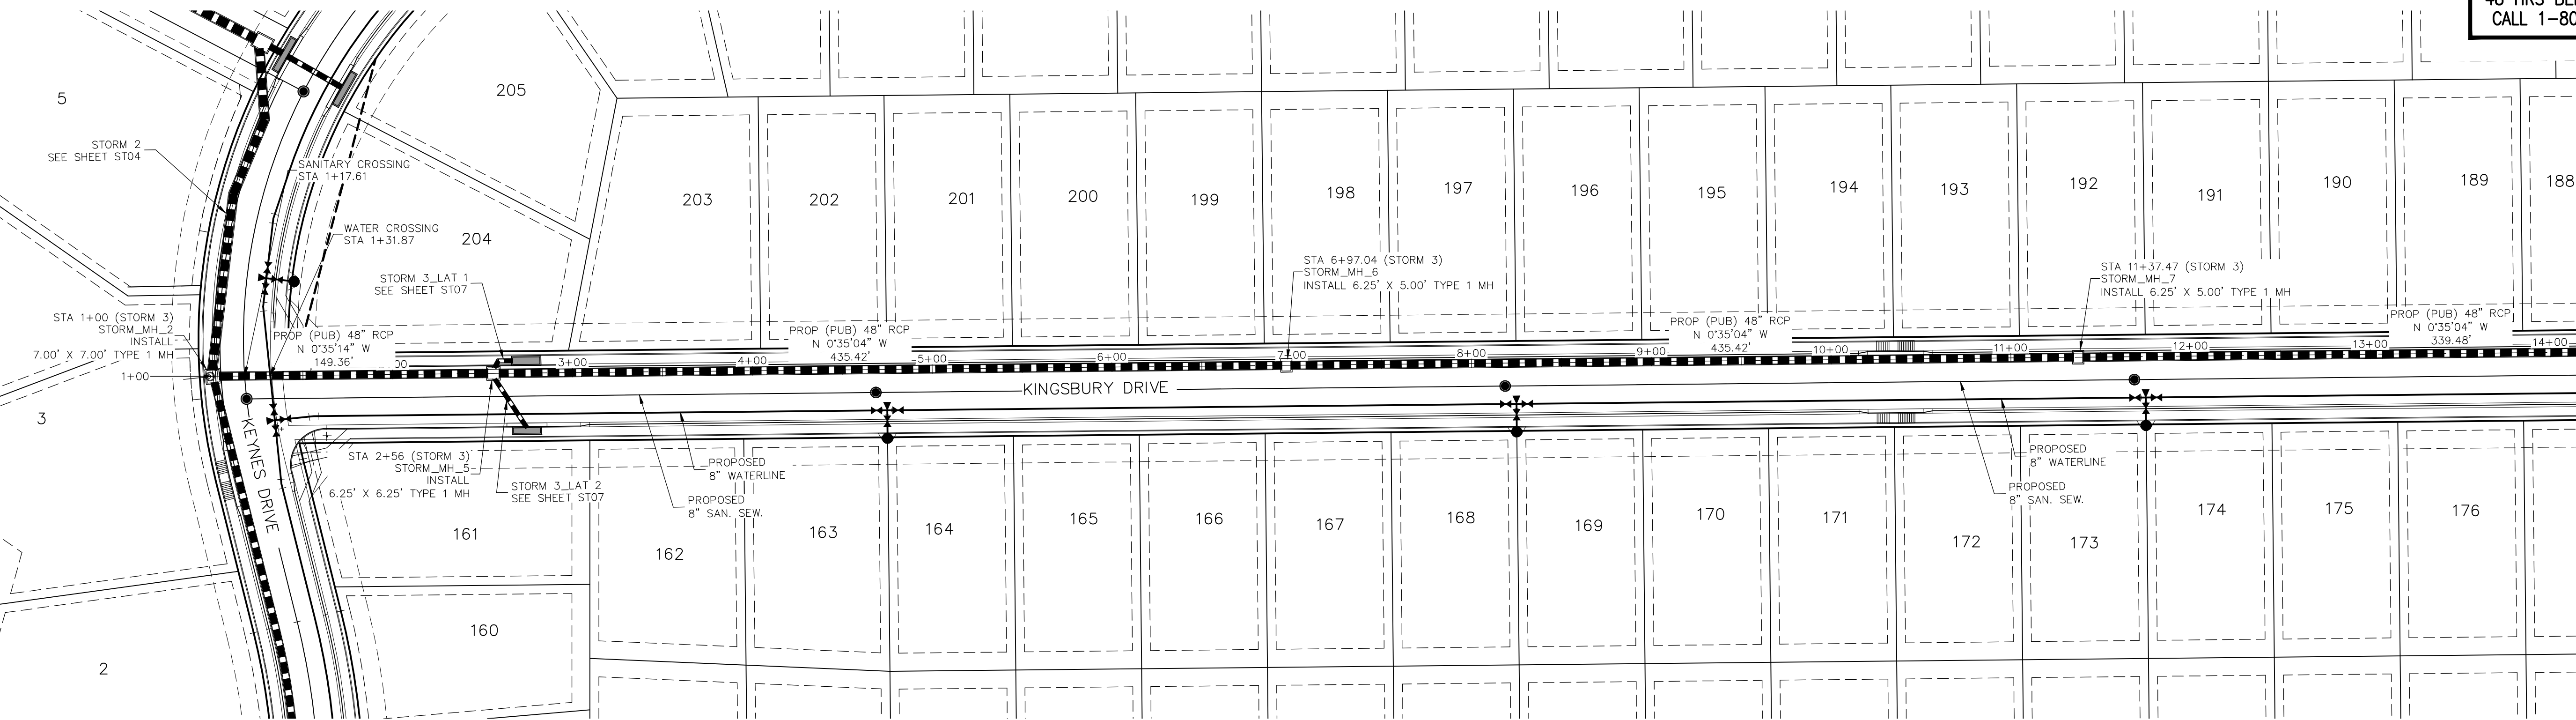 CALL 1-80
5
205
STORM 2
SEE SHEET ST04
SANITARY CROSSING
STA 1+17.61
WATER CROSSING
STA 1+31.87
204
203
202
201
200
199
198
197
196
195
194
193
192
191
190
189
188
STORM 3_LAT 1
SEE SHEET ST07
STA 6+97.04 (STORM 3)
STORM_MH_6
INSTALL 6.25' X 5.00' TYPE 1 MH
STA 11+37.47 (STORM 3)
STORM_MH_7
INSTALL 6.25' X 5.00' TYPE 1 MH
STA 1+00 (STORM 3)
STORM_MH_2
INSTALL
7.00' X 7.00' TYPE 1 MH
PROP (PUB) 48" RCP
N 0°35'14" W
149.36'
PROP (PUB) 48" RCP
N 0°35'04" W
435.42'
PROP (PUB) 48" RCP
N 0°35'04" W
435.42'
PROP (PUB) 48" RCP
N 0°35'04" W
339.48'
1+00
00
3+00
4+00
5+00
6+00
7+00
8+00
9+00
10+00
11+00
12+00
13+00
14+00
KINGSBURY DRIVE
KEYNES DRIVE
3
STA 2+56 (STORM 3)
STORM_MH_5
INSTALL
6.25' X 6.25' TYPE 1 MH
STORM 3_LAT 2
SEE SHEET ST07
PROPOSED
8" WATERLINE
PROPOSED
8" SAN. SEW.
PROPOSED
8" WATERLINE
PROPOSED
8" SAN. SEW.
161
162
163
164
165
166
167
168
169
170
171
172
173
174
175
176
160
2